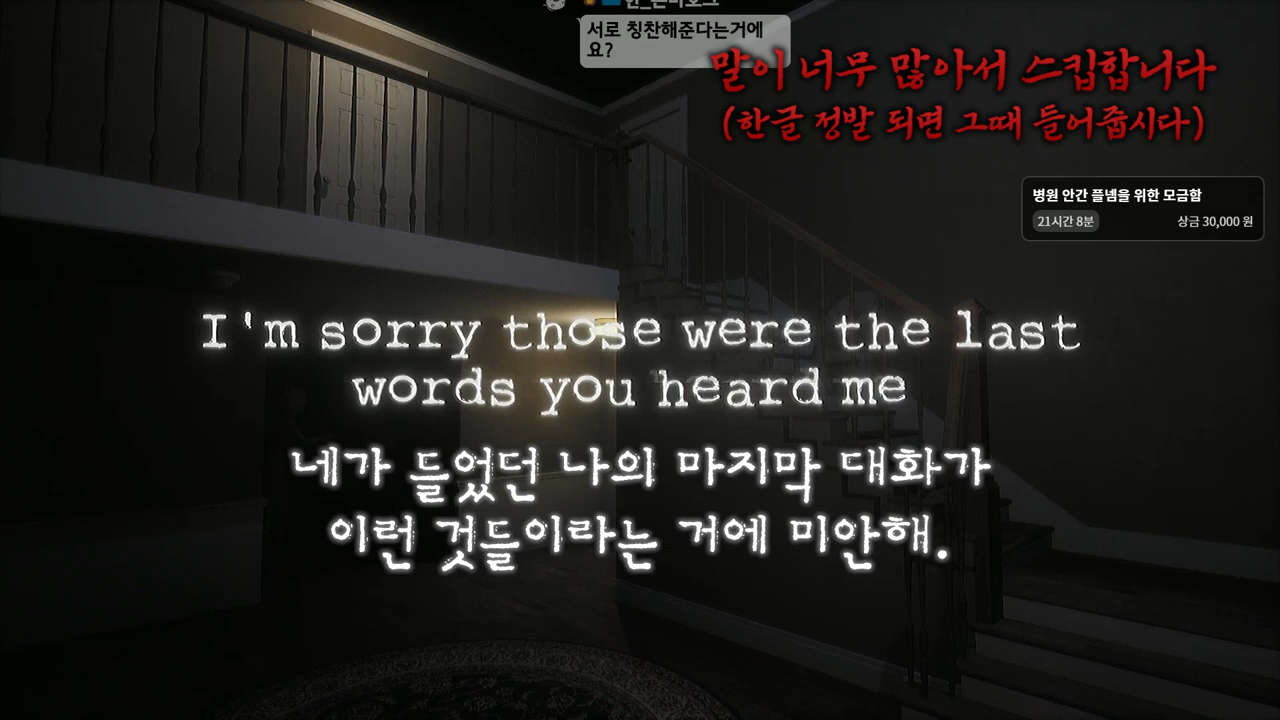 서로 칭찬해준다는거에
요?
말이 너무 많아서 스킵합니다
(한글 정발 되면 그때 들어줍시다)
병원 안간 플넴을 위한 모금함
21시간 8분
상금 30,000 원
I'm sorry those were the last
words you heard me
네가 들었던 나의 마지막 대화가
이런 것들이라는 거에 미안해.